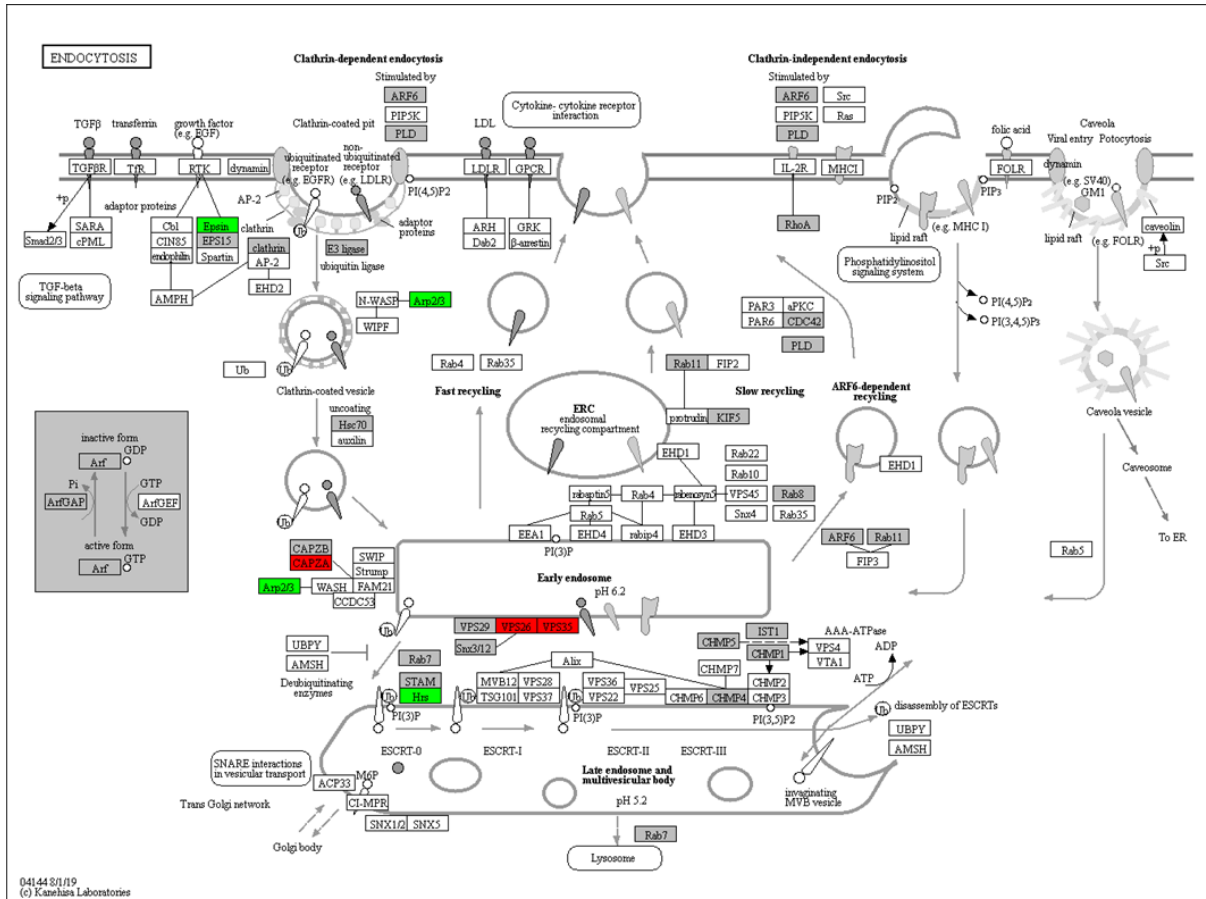 ENDOCYTOSIS
Clathrin-dependent endocytosis
Stimulated by
ARF6
PIP5K
PLD
Clathrin-independent endocytosis
Stimulated by
ARF6
Src
PIP5K
Ras
PLD
Cytokine- cytokine receptor
interaction
TGFβ
transferrin
growth factor
(e.g. EGF)
Clathrin-coated pit
LDL
folic acid
Caveola
Viral entry
Potocytosis
TGFβR
TfR
RTK
dynamin
ubiquitinated
receptor
(e.g. EGFR)
non-
ubiquitinated
receptor
(e.g. LDLR)
PI(4,5)P2
LDLR
GPCR
IL-2R
MHCI
PIP2
PIP3
FOLR
dynamin
(e.g. SV40)
GM1
+p
adaptor proteins
AP-2
clathrin
Ub
adaptor
proteins
Smad2/3
SARA
cPML
Cbl
CIN85
endophilin
Epsin
EPS15
Spartin
AMPH
clathrin
AP-2
EHD2
E3 ligase
ubiquitin ligase
ARH
Dab2
GRK
β-arrestin
RhoA
lipid raft
(e.g. MHC I)
lipid raft
(e.g. FOLR)
caveolin
+p
Src
TGF-beta
signaling pathway
Phosphatidylinositol
signaling system
N-WASP
Arp2/3
WIPF
PAR3
aPKC
PAR6
CDC42
PLD
PI(4,5)P2
PI(3,4,5)P3
Ub
Ub
Clathrin-coated vesicle
Rab4
Rab35
Fast recycling
Rab11
FIP2
Slow recycling
protrudin
KIF5
ARF6-dependent
recycling
Caveola vesicle
uncoating
Hsc70
auxilin
ERC
endosomal
recycling compartment
EHD1
Rab22
Rab10
VPS45
Rab8
Snx4
Rab35
EHD1
Caveosome
To ER
inactive form
Arf
GDP
Pi
GTP
ArfGAP
ArfGEF
GDP
active form
GTP
Arf
Ub
rabaptin5
Rab4
rabenosyn5
Rab5
EEA1
EHD4
rabip4
EHD3
PI(3)P
ARF6
Rab11
FIP3
Rab5
CAPZB
CAPZA
SWIP
Strump
Arp2/3
WASH
FAM21
CCDC53
Early endosome
pH 6.2
Ub
VPS29
VPS26
VPS35
Snx3/12
UBPY
AMSH
Deubiquitinating
enzymes
Rab7
STAM
Hrs
Alix
MVB12
VPS28
TSG101
VPS37
VPS36
VPS22
VPS25
CHMP7
CHMP6
CHMP4
CHMP5
IST1
CHMP1
CHMP2
CHMP3
AAA-ATPase
VPS4
VTA1
ADP
ATP
Ub
PI(3)P
Ub
Ub
PI(3)P
PI(3,5)P2
Ub
disassembly of ESCRTs
UBPY
AMSH
ESCRT-0
ESCRT-I
ESCRT-II
ESCRT-III
SNARE interactions
in vesicular transport
Late endosome and
multivesicular body
pH 5.2
invaginating
MVB vesicle
ACP33
M6P
CI-MPR
Trans Golgi network
SNX1/2
SNX5
Golgi body
Rab7
Lysosome
04144 8/1/19
(c) Kanehisa Laboratories